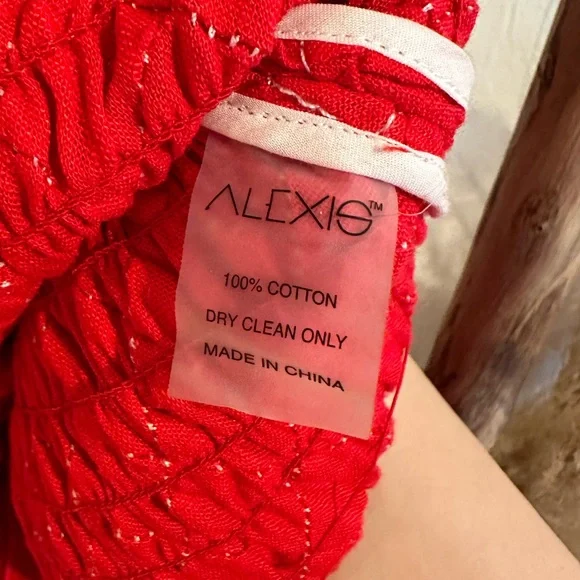 ALEXIS™
100% COTTON
DRY CLEAN ONLY
MADE IN CHINA